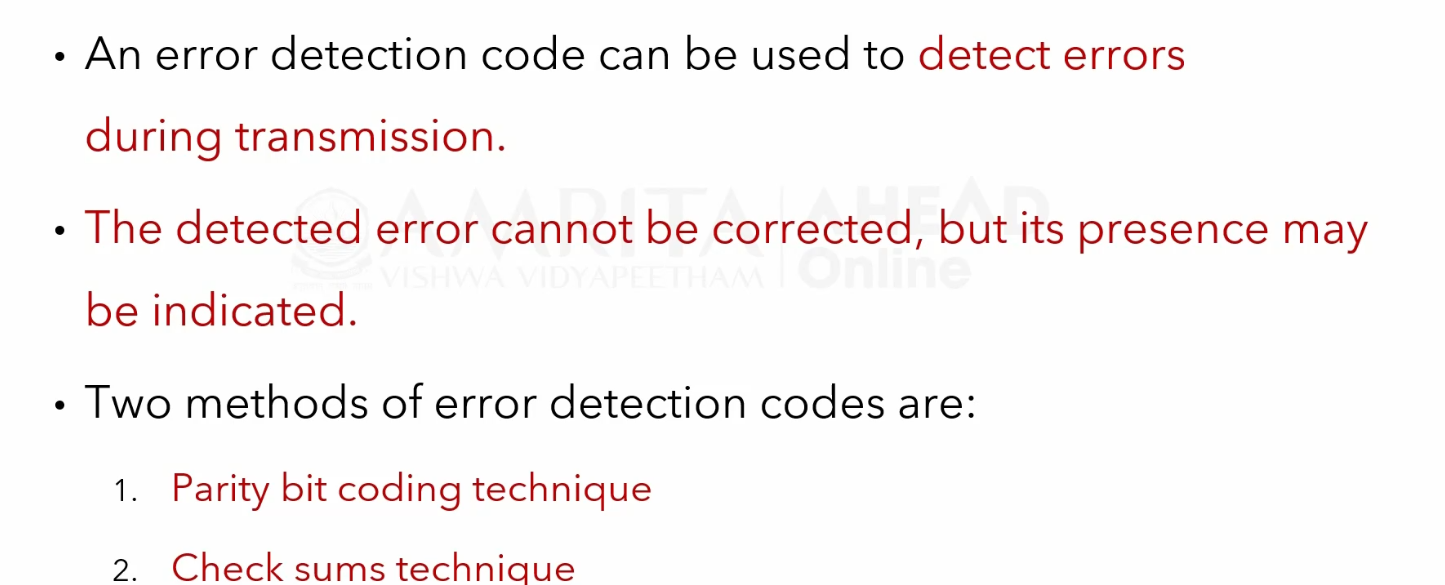 • An error detection code can be used to detect errors
during transmission.
AMRITA AHEAD
• The detected error cannot be corrected, but its presence may
VISHWA VIDYAPEETHAM Online
be indicated.
• Two methods of error detection codes are:
1. Parity bit coding technique
2. Check sums technique